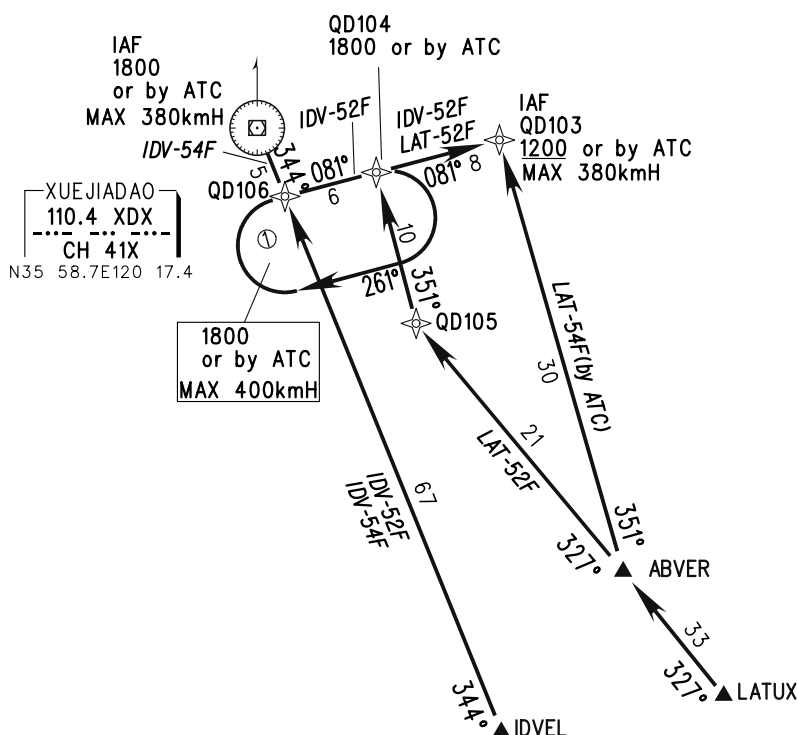 QD104
1800 or by ATC
IAF
1800
or by ATC
MAX 380kmH
IDV-52F
IDV-52F
LAT-52F
IAF
QD103
1200 or by ATC
MAX 380kmH
IDV-54F
5
344°
081°
6
081°
8
QD106
XUEJIADAO
110.4 XDX
CH 41X
N35 58.7E120 17.4
1
10
261°
351°
QD105
1800
or by ATC
MAX 400kmH
LAT-54F(by ATC)
30
21
LAT-52F
IDV-52F
IDV-54F
67
351°
327°
ABVER
33
327°
LATUX
344°
IDVEL